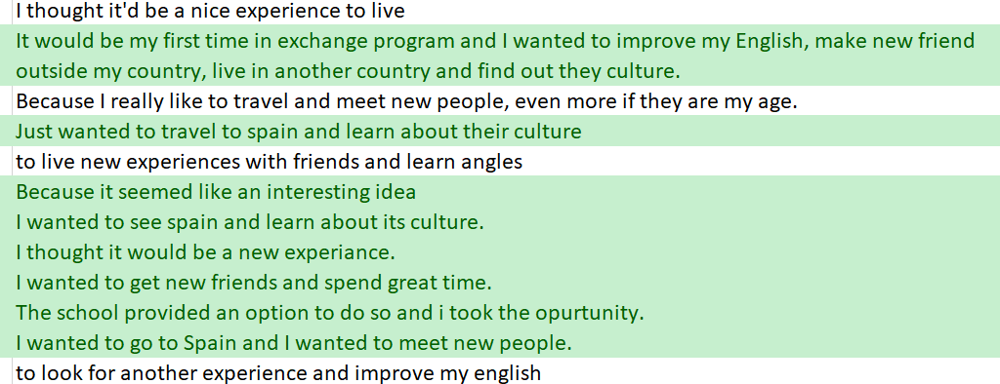 I thought it'd be a nice experience to live
It would be my first time in exchange program and I wanted to improve my English, make new friend
outside my country, live in another country and find out they culture.
Because I really like to travel and meet new people, even more if they are my age.
Just wanted to travel to spain and learn about their culture
to live new experiences with friends and learn angles
Because it seemed like an interesting idea
I wanted to see spain and learn about its culture.
I thought it would be a new experiance.
I wanted to get new friends and spend great time.
The school provided an option to do so and i took the opurtunity.
I wanted to go to Spain and I wanted to meet new people.
to look for another experience and improve my english